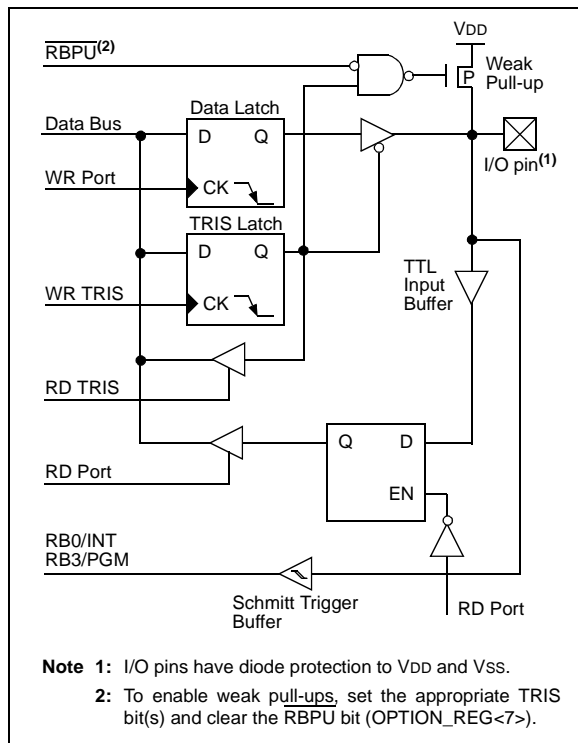 VDD
RBPU(2)
P
Weak
Pull-up
Data Latch
Data Bus
D Q
I/O pin(1)
WR Port
CK
TRIS Latch
D Q
TTL
Input
Buffer
WR TRIS
CK
RD TRIS
Q D
RD Port
EN
RB0/INT
RB3/PGM
Schmitt Trigger
Buffer
RD Port
Note 1: I/O pins have diode protection to VDD and VSS.
2: To enable weak pull-ups, set the appropriate TRIS
bit(s) and clear the RBPU bit (OPTION_REG<7>).